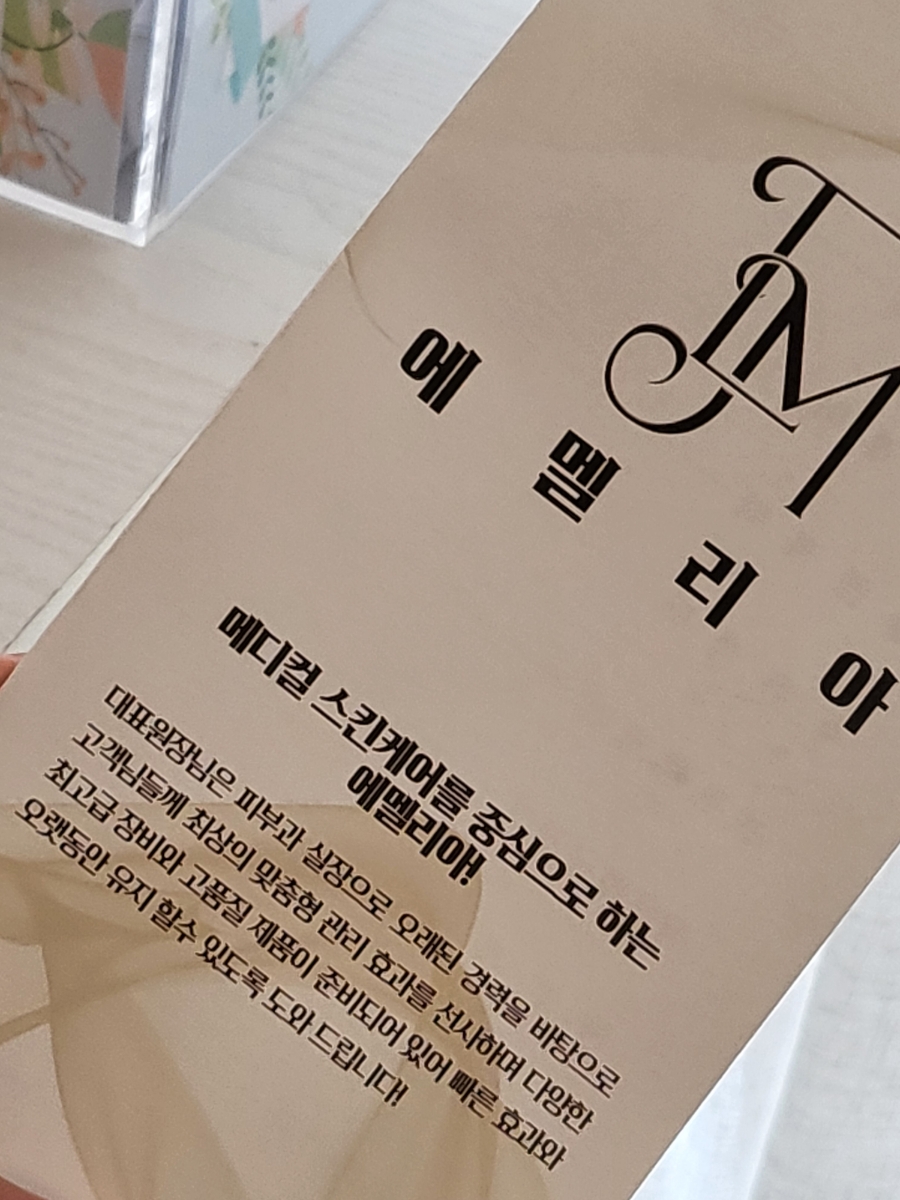 에 멜 리 아
메디컬 스킨케어를 중심으로 하는
에멜리아!
대표원장님은 피부과 실장으로 오래된 경력을 바탕으로
고객님들께 최상의 맞춤형 관리 효과를 선사하며 다양한
최고급 장비와 고품질 제품이 준비되어 있어 빠른 효과와
오랫동안 유지 할수 있도록 도와 드립니다!